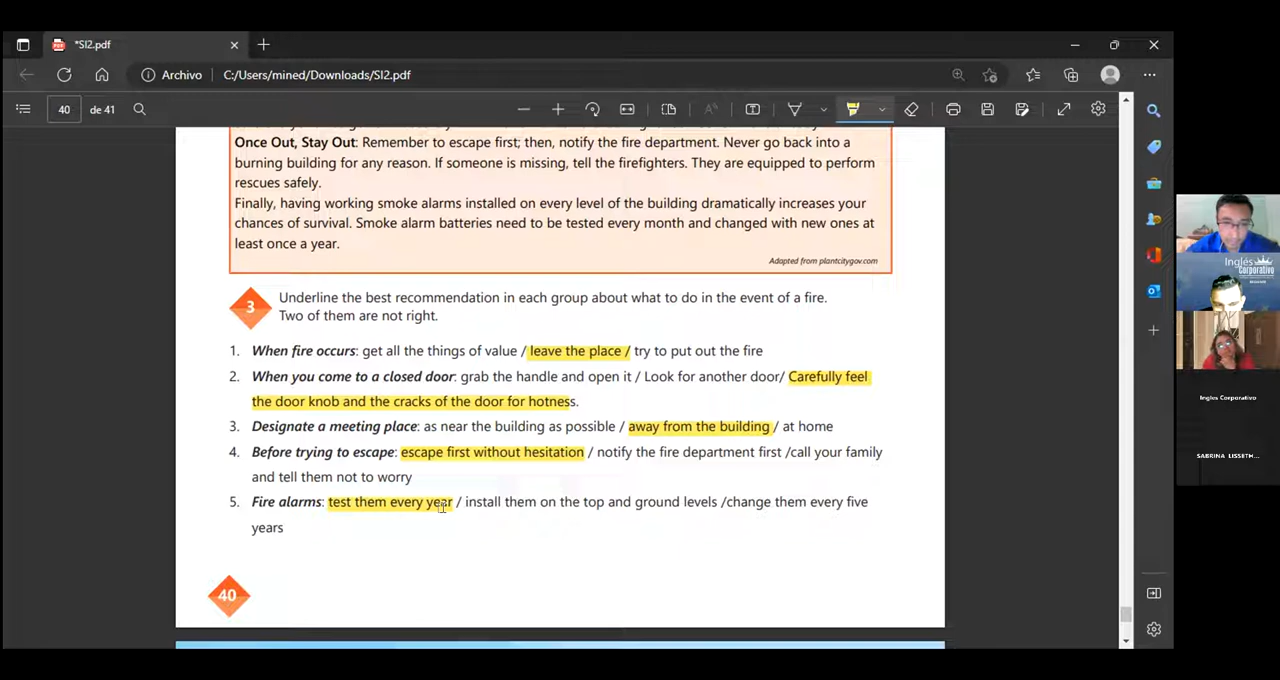 *SI2.pdf
Archivo
C:/Users/mined/Downloads/SI2.pdf
40
de 41
Once Out, Stay Out: Remember to escape first; then, notify the fire department. Never go back into a
burning building for any reason. If someone is missing, tell the firefighters. They are equipped to perform
rescues safely.
Finally, having working smoke alarms installed on every level of the building dramatically increases your
chances of survival. Smoke alarm batteries need to be tested every month and changed with new ones at
least once a year.
Adapted from plantcitygov.com
3
Underline the best recommendation in each group about what to do in the event of a fire.
Two of them are not right.
1. When fire occurs: get all the things of value / leave the place / try to put out the fire
2. When you come to a closed door: grab the handle and open it / Look for another door/ Carefully feel
the door knob and the cracks of the door for hotness.
3. Designate a meeting place: as near the building as possible / away from the building / at home
4. Before trying to escape: escape first without hesitation / notify the fire department first /call your family
and tell them not to worry
5. Fire alarms: test them every year / install them on the top and ground levels /change them every five
years
40
Inglés
Corporativo
Ingles Corporativo
SABRINA LISSETH...